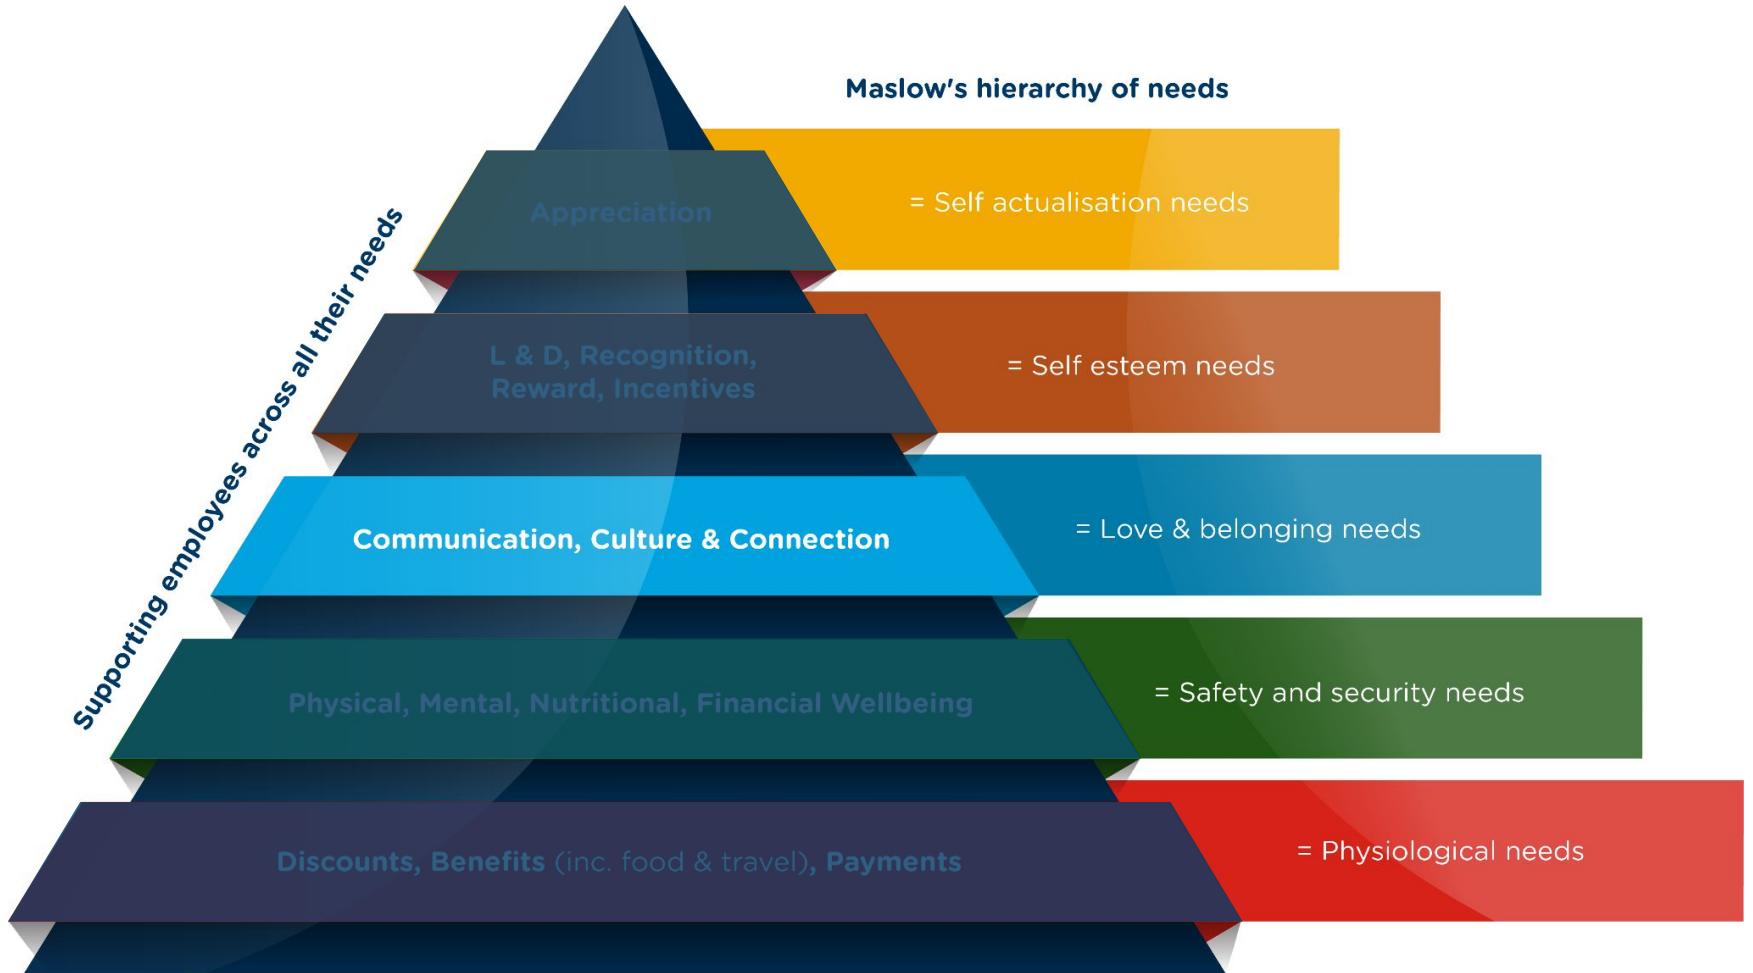 Maslow's hierarchy of needs
Supporting employees across all their needs
Appreciation
= Self actualisation needs
L & D, Recognition,
Reward, Incentives
= Self esteem needs
Communication, Culture & Connection
= Love & belonging needs
Physical, Mental, Nutritional, Financial Wellbeing
= Safety and security needs
Discounts, Benefits (inc. food & travel), Payments
= Physiological needs